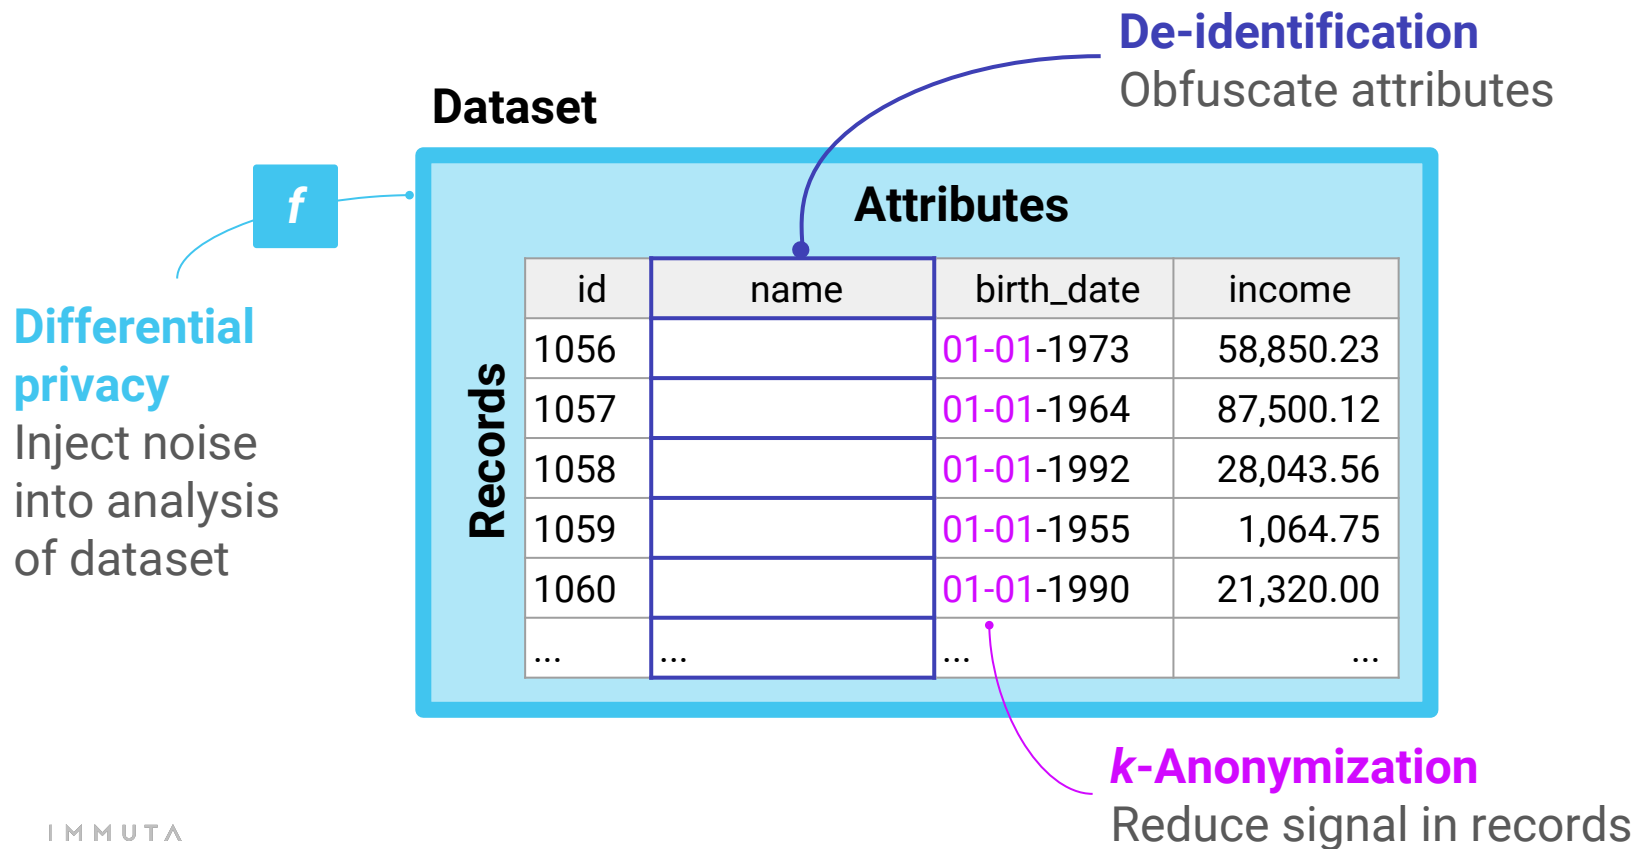 De-identification
Obfuscate attributes
Dataset
f
Attributes
Differential
privacy
Inject noise
into analysis
of dataset
Records
id name birth_date income
1056 01-01-1973 58,850.23
1057 01-01-1964 87,500.12
1058 01-01-1992 28,043.56
1059 01-01-1955 1,064.75
1060 01-01-1990 21,320.00
... ... ... ...
k-Anonymization
Reduce signal in records
IMMUTA